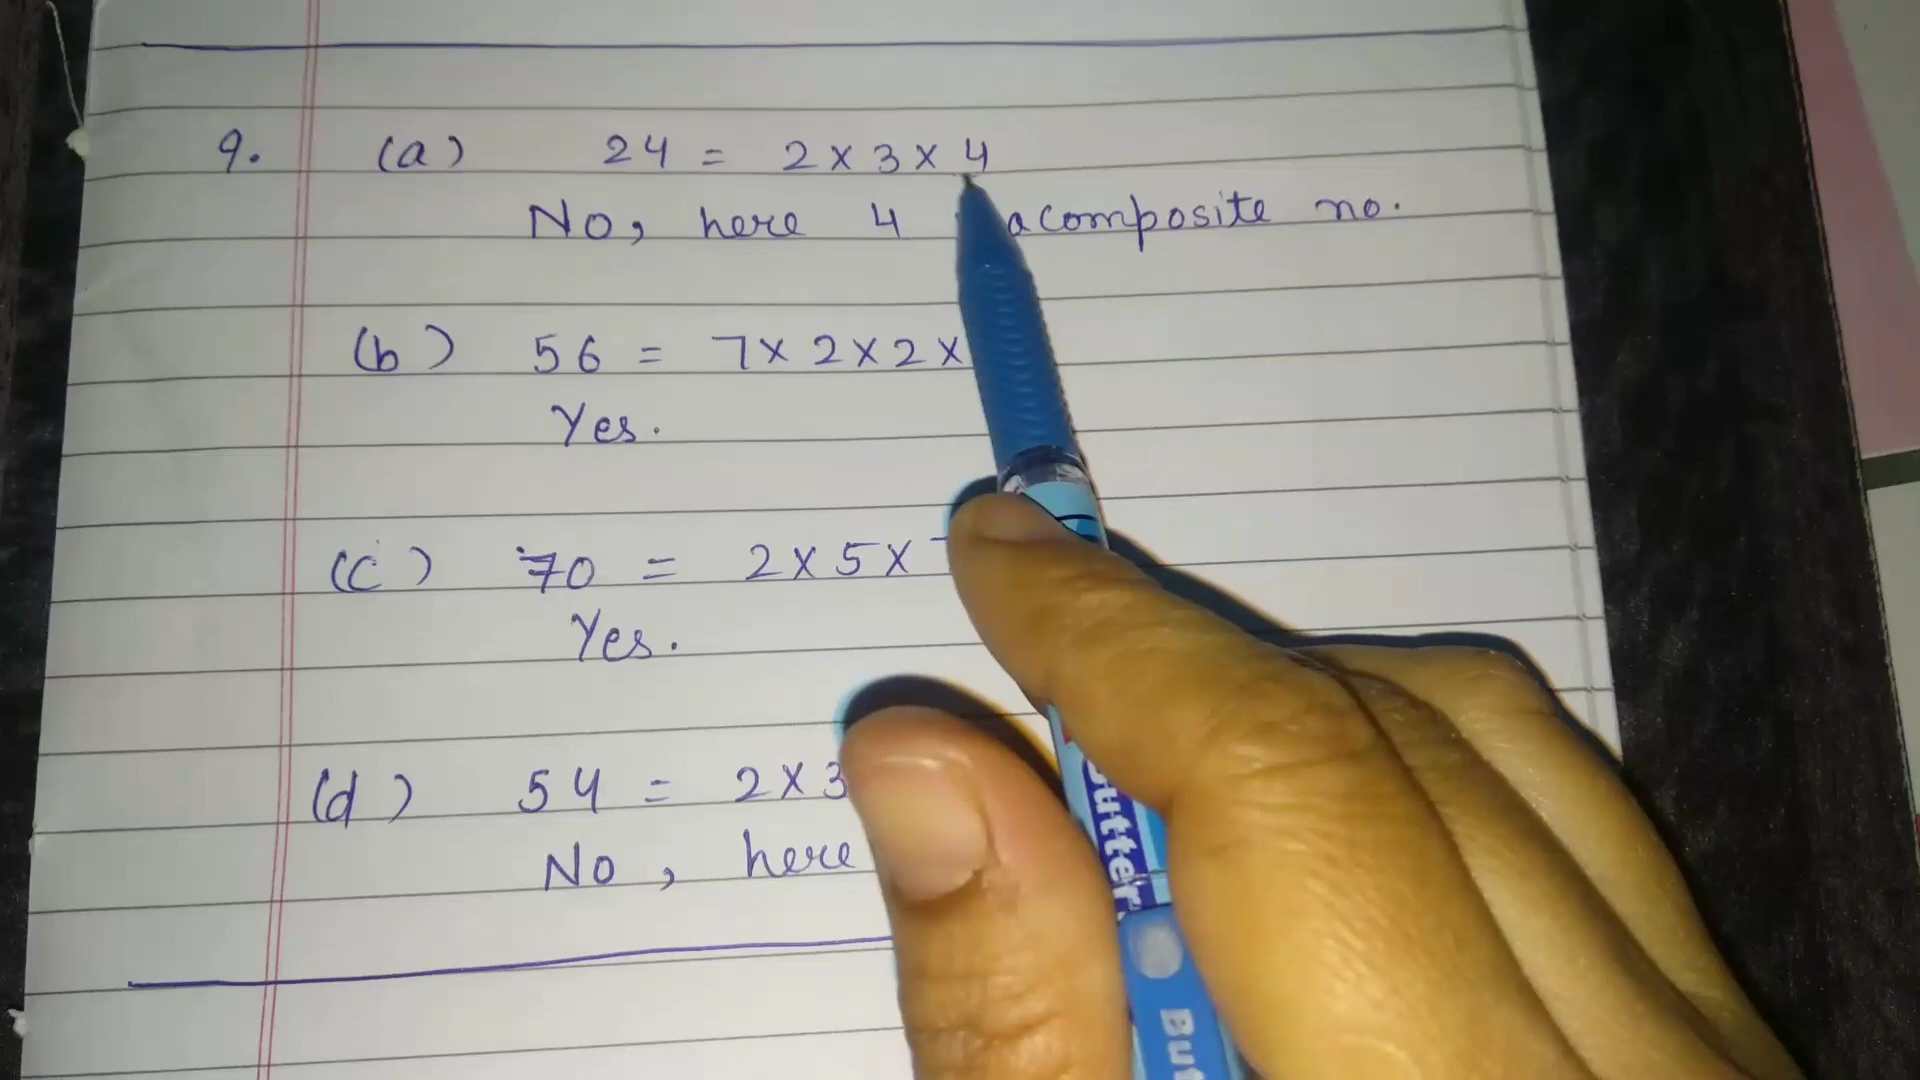 9. (a) 24 = 2 x 3 x 4
No, here 4 a composite no.
(b) 56 = 7 x 2 x 2 x
Yes.
(c) 70 = 2 x 5 x
Yes.
(d) 54 = 2 x 3
No, here
Butter
But